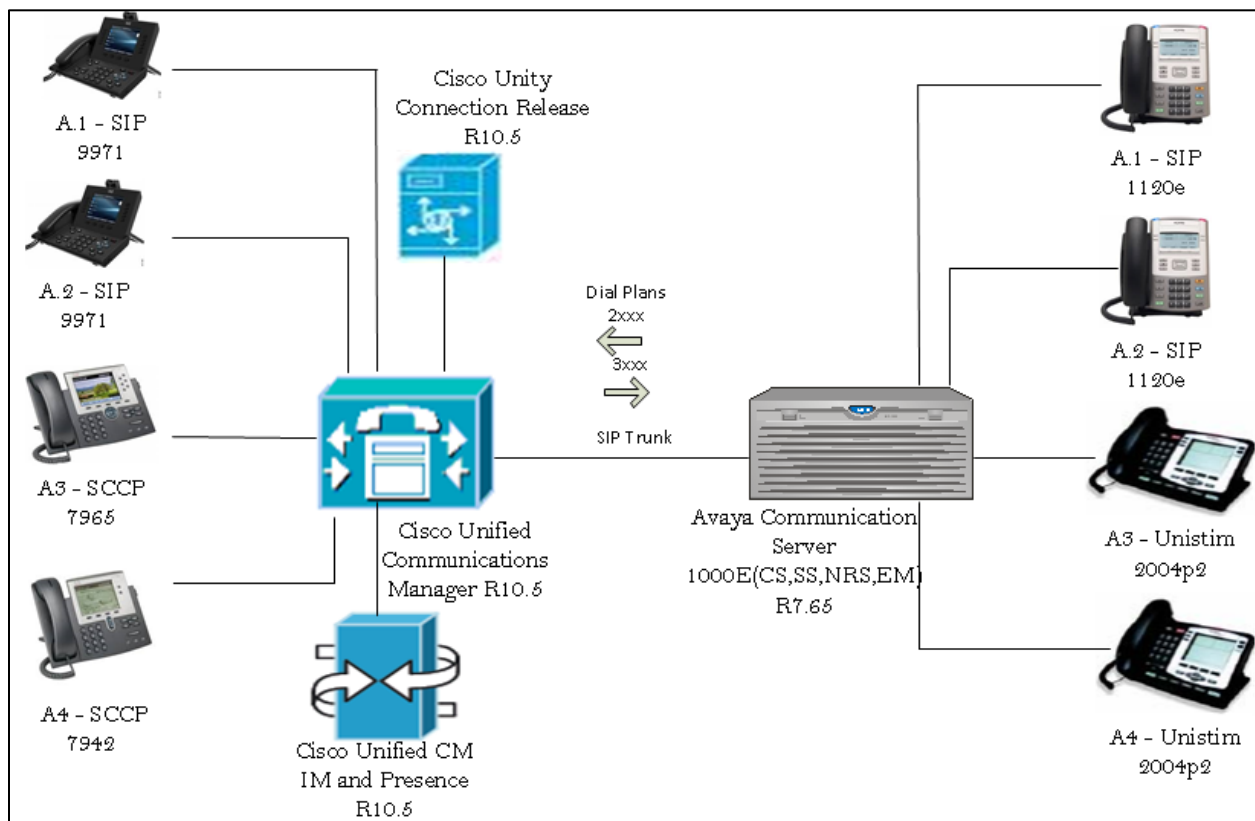 A.1 - SIP
9971
A.2 - SIP
9971
A3 - SCCP
7965
A4 - SCCP
7942
Cisco Unity
Connection Release
R10.5
Cisco Unified
Communications
Manager R10.5
Cisco Unified CM
IM and Presence
R10.5
Dial Plans
2xxx
3xxx
SIP Trunk
Avaya Communication
Server
1000E(CS,SS,NRS,EM)
R7.65
A.1 - SIP
1120e
A.2 - SIP
1120e
A3 - Unistim
2004p2
A4 - Unistim
2004p2